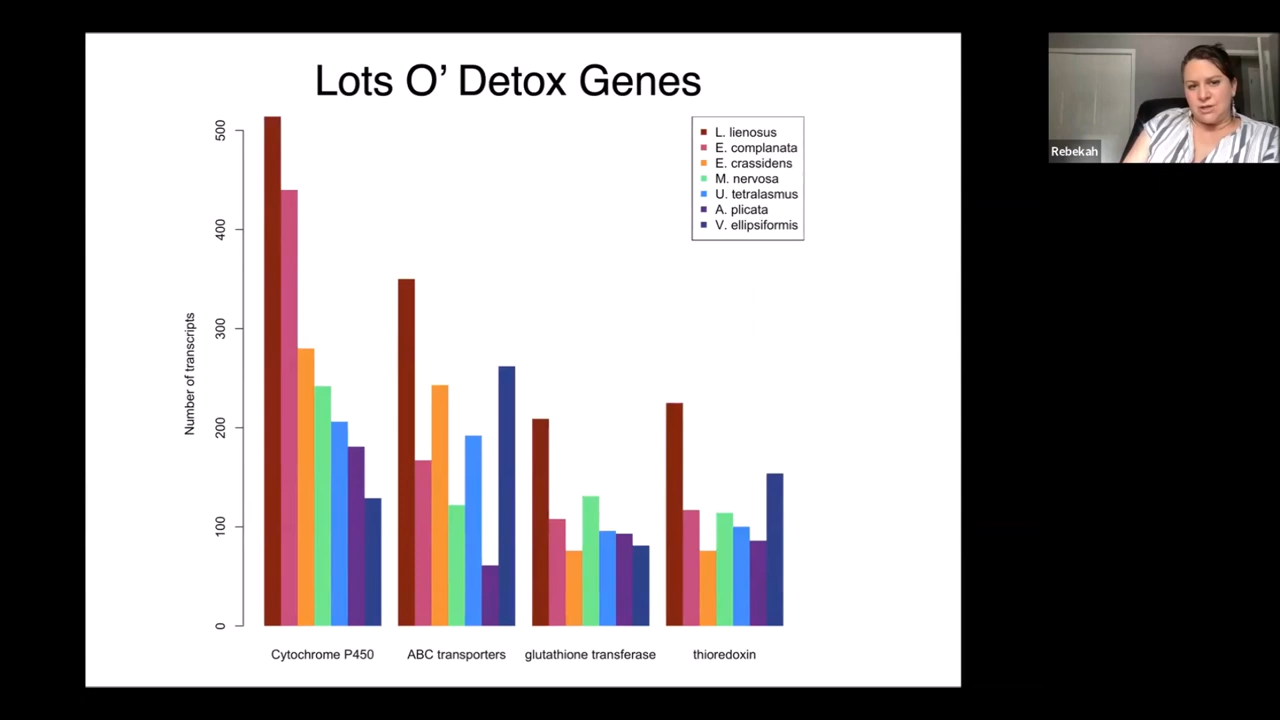 Lots O’ Detox Genes
L. lienosus
E. complanata
E. crassidens
M. nervosa
U. tetralasmus
A. plicata
V. ellipsiformis
Number of transcripts
500
400
300
200
100
0
Cytochrome P450
ABC transporters
glutathione transferase
thioredoxin
Rebekah